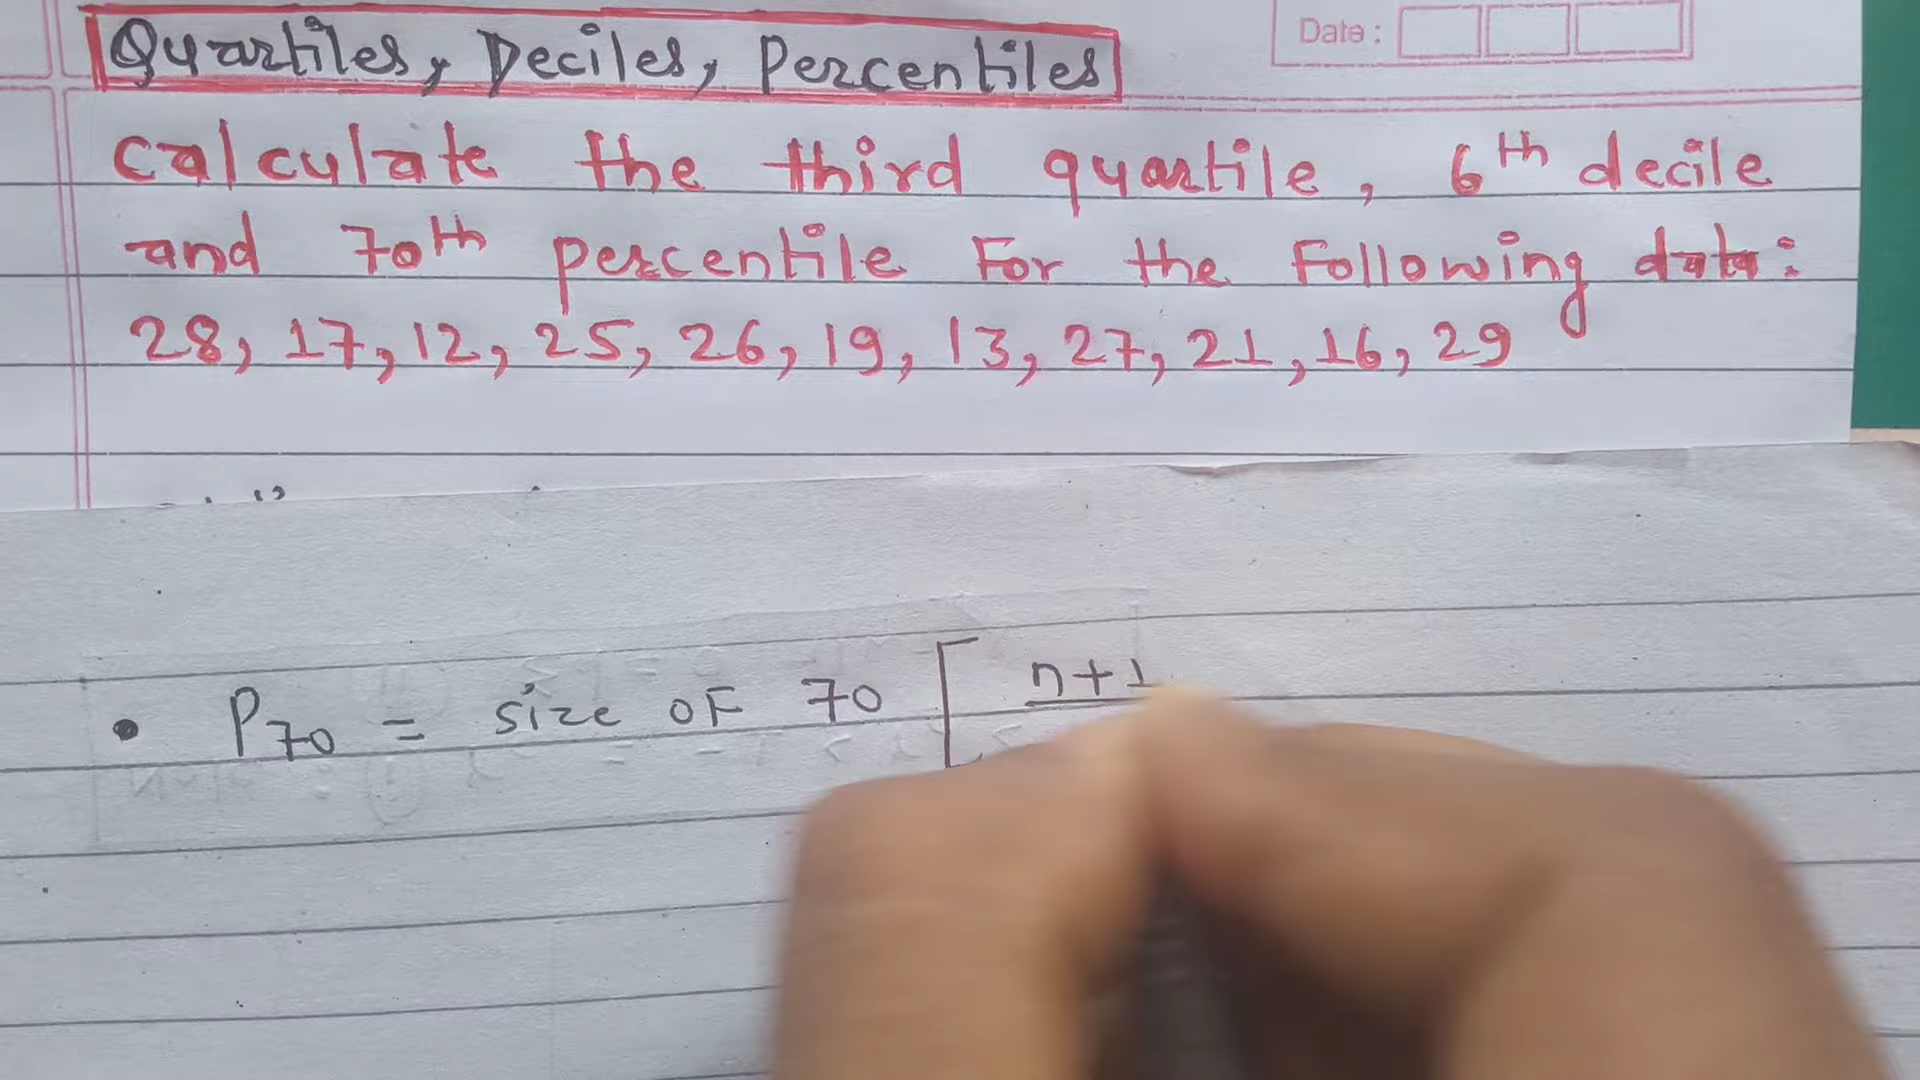 Date :
Quartiles, Deciles, Percentiles
calculate the third quartile, 6th decile
and 70th percentile For the Following data:
28, 17, 12, 25, 26, 19, 13, 27, 21, 16, 29
• P70 = size OF 70 [ n+1